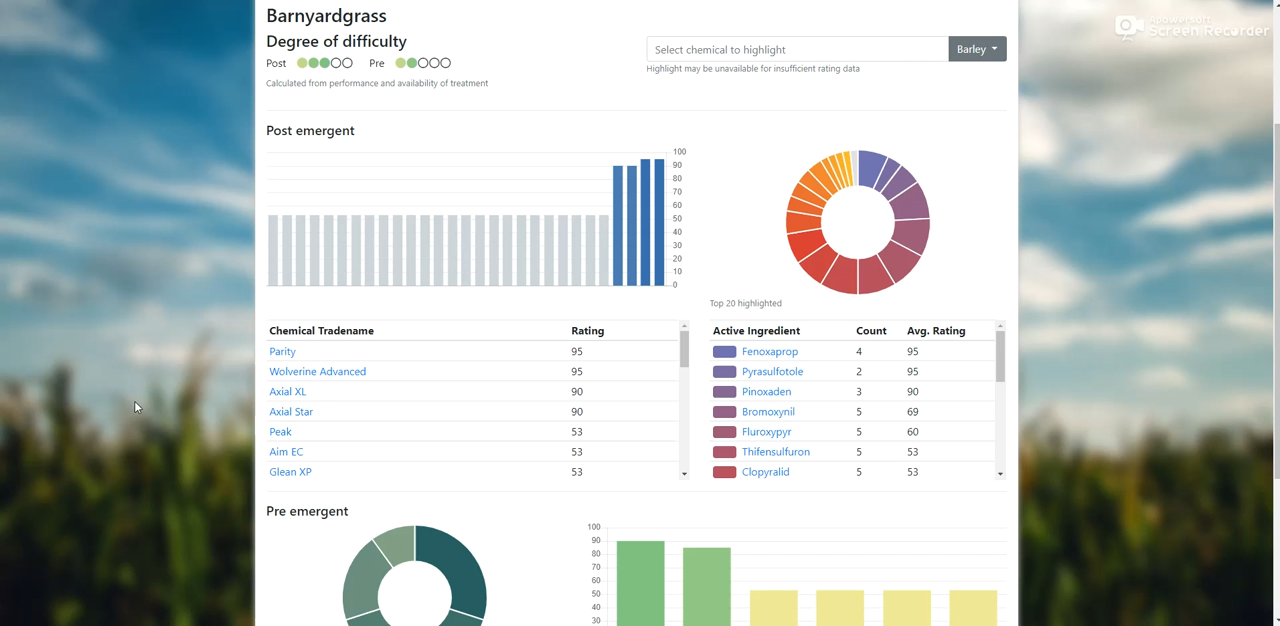 Barnyardgrass
Apowersoft
Screen Recorder
Degree of difficulty
Select chemical to highlight
Barley
Post
Pre
Highlight may be unavailable for insufficient rating data
Calculated from performance and availability of treatment
Post emergent
100
90
80
70
60
50
40
30
20
10
0
Top 20 highlighted
Chemical Tradename Rating
Parity 95
Wolverine Advanced 95
Axial XL 90
Axial Star 90
Peak 53
Aim EC 53
Glean XP 53
Active Ingredient Count Avg. Rating
Fenoxaprop 4 95
Pyrasulfotole 2 95
Pinoxaden 3 90
Bromoxynil 5 69
Fluroxypyr 5 60
Thifensulfuron 5 53
Clopyralid 5 53
Pre emergent
100
90
80
70
60
50
40
30